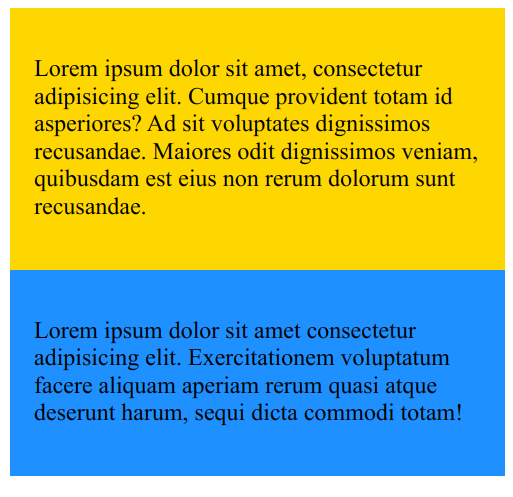 Lorem ipsum dolor sit amet, consectetur
adipisicing elit. Cumque provident totam id
asperiores? Ad sit voluptates dignissimos
recusandae. Maiores odit dignissimos veniam,
quibusdam est eius non rerum dolorum sunt
recusandae.
Lorem ipsum dolor sit amet consectetur
adipisicing elit. Exercitationem voluptatum
facere aliquam aperiam rerum quasi atque
deserunt harum, sequi dicta commodi totam!